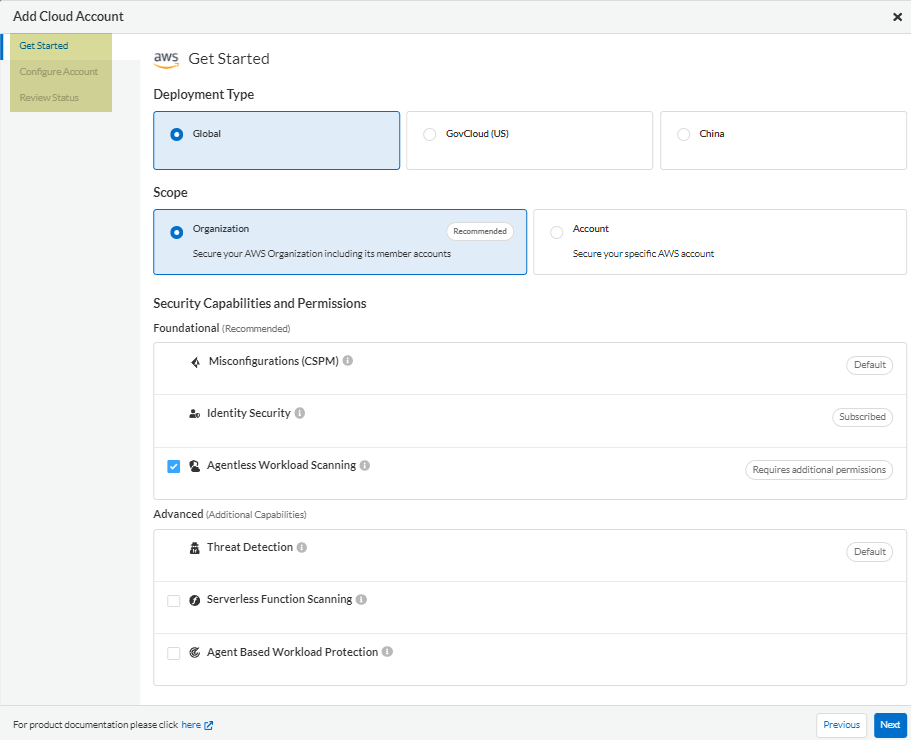 Add Cloud Account
Get Started
Configure Account
Review Status
aws Get Started
Deployment Type
Global
GovCloud (US)
China
Scope
Organization
Recommended
Secure your AWS Organization including its member accounts
Account
Secure your specific AWS account
Security Capabilities and Permissions
Foundational (Recommended)
Misconfigurations (CSPM)
Default
Identity Security
Subscribed
Agentless Workload Scanning
Requires additional permissions
Advanced (Additional Capabilities)
Threat Detection
Default
Serverless Function Scanning
Agent Based Workload Protection
For product documentation please click here
Previous
Next